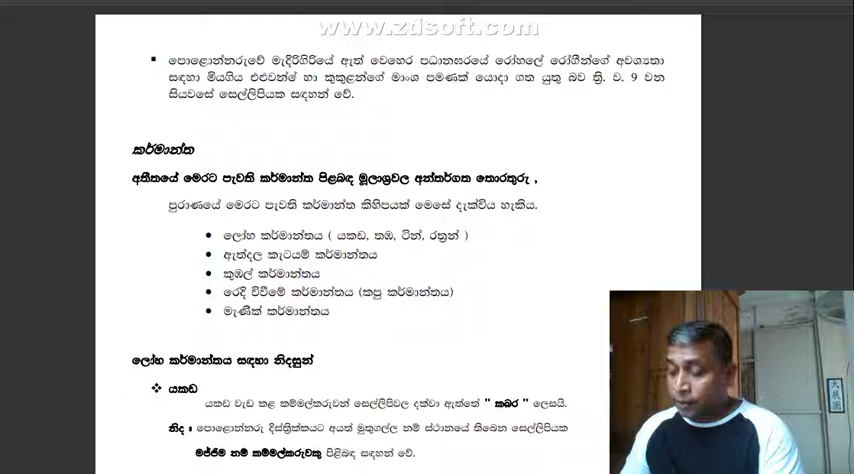 www.zdsoft.com
▪ පොළොන්නරුවේ මැදිරිගිරියේ ඇත් වෙහෙර පධානඝරයේ රෝහලේ රෝගීන්ගේ අවශ්‍යතා
සඳහා මියගිය එළුවන්ගේ හා කුකුළන්ගේ මාංශ පමණක් යොදා ගත යුතු බව ත්‍රි. ව. 9 වන
සියවසේ සෙල්ලිපියක සඳහන් වේ.
කර්මාන්ත
අතීතයේ මෙරට පැවති කර්මාන්ත පිළිබඳ මූලාශ්‍රවල අන්තර්ගත තොරතුරු ,
පුරාණයේ මෙරට පැවති කර්මාන්ත කිහිපයක් මෙසේ දැක්විය හැකිය.
• ලෝහ කර්මාන්තය ( යකඩ, තඹ, ටින්, රත්‍රන් )
• ඇත්දල කැටයම් කර්මාන්තය
• කුඹල් කර්මාන්තය
• රෙදි විවීමේ කර්මාන්තය (කපු කර්මාන්තය)
• මැණික් කර්මාන්තය
ලෝහ කර්මාන්තය සඳහා නිදසුන්
❖ යකඩ
යකඩ වැඩ කළ කම්මල්කරුවන් සෙල්ලිපිවල දක්වා ඇත්තේ " කබර " ලෙසයි.
නිද : පොළොන්නරු දිස්ත්‍රික්කයට අයත් මුතුගල්ල නම් ස්ථානයේ තිබෙන සෙල්ලිපියක
මජ්ජිම නම් කම්මල්කරුවකු පිළිබඳ සඳහන් වේ.